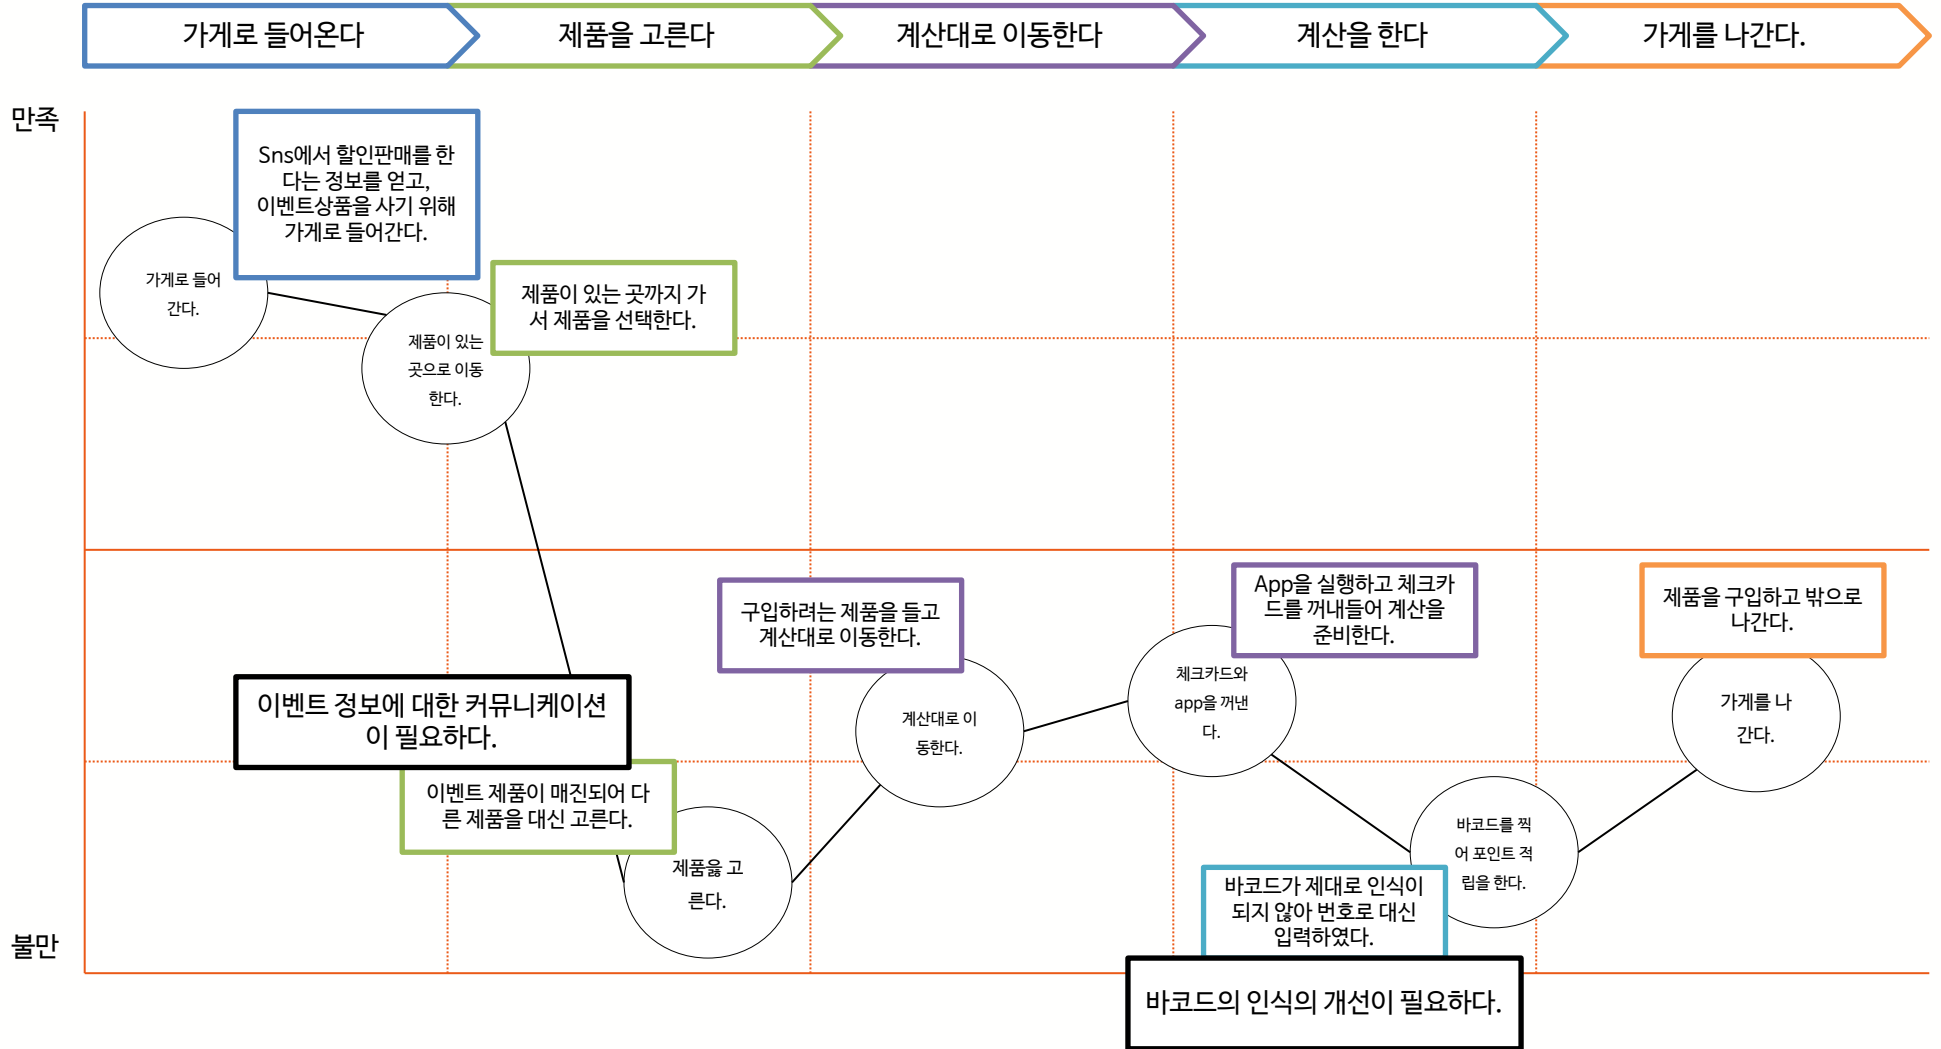 가게로 들어온다
제품을 고른다
계산대로 이동한다
계산을 한다
가게를 나간다.
만족
Sns에서 할인판매를 한
다는 정보를 얻고,
이벤트상품을 사기 위해
가게로 들어간다.
가게로 들어
간다.
제품이 있는 곳까지 가
서 제품을 선택한다.
제품이 있는
곳으로 이동
한다.
구입하려는 제품을 들고
계산대로 이동한다.
App을 실행하고 체크카
드를 꺼내들어 계산을
준비한다.
제품을 구입하고 밖으로
나간다.
이벤트 정보에 대한 커뮤니케이션
이 필요하다.
계산대로 이
동한다.
체크카드와
app을 꺼낸
다.
가게를 나
간다.
이벤트 제품이 매진되어 다
른 제품을 대신 고른다.
제품옳 고
른다.
바코드를 찍
어 포인트 적
립을 한다.
바코드가 제대로 인식이
되지 않아 번호로 대신
입력하였다.
불만
바코드의 인식의 개선이 필요하다.